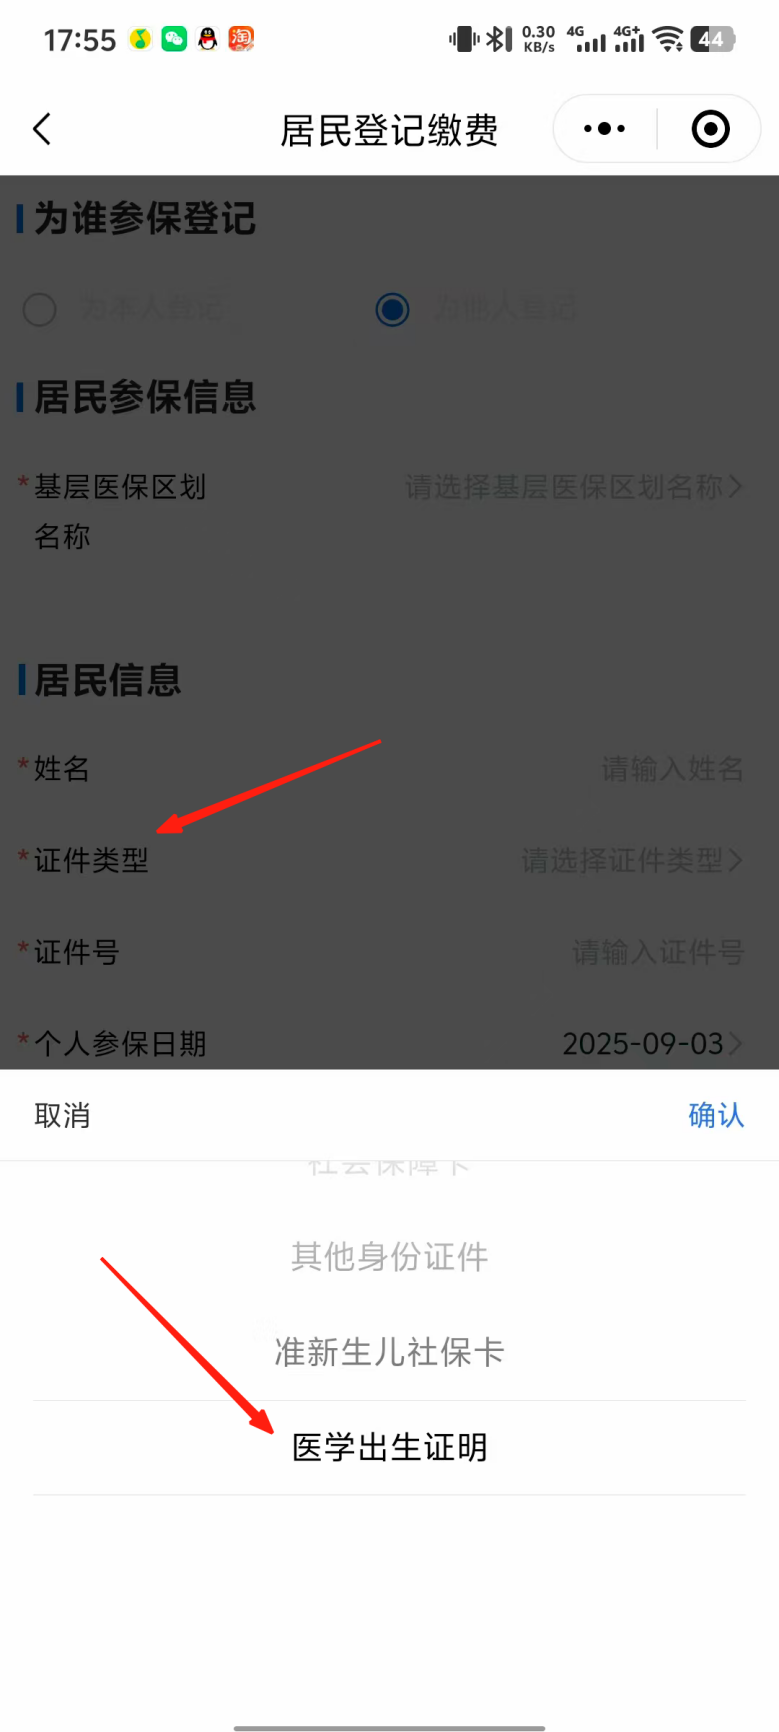 17:55
淘
0.30
KB/s
4G
4G+
44
居民登记缴费
为谁参保登记
为本人登记
为他人登记
居民参保信息
*基层医保区划
名称
请选择基层医保区划名称
居民信息
*姓名
请输入姓名
*证件类型
请选择证件类型
*证件号
请输入证件号
*个人参保日期
2025-09-03
取消
确认
社会保障卡
其他身份证件
准新生儿社保卡
医学出生证明